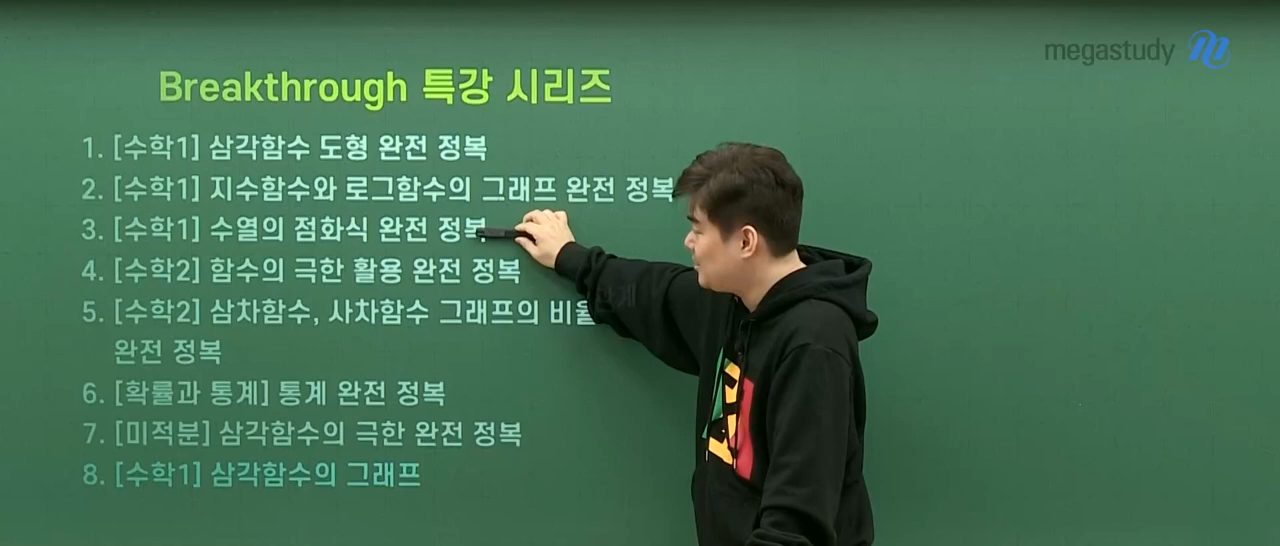 megastudy
Breakthrough 특강 시리즈
1. [수학1] 삼각함수 도형 완전 정복
2. [수학1] 지수함수와 로그함수의 그래프 완전 정복
3. [수학1] 수열의 점화식 완전 정복
4. [수학2] 함수의 극한 활용 완전 정복
5. [수학2] 삼차함수, 사차함수 그래프의 비율
완전 정복
6. [확률과 통계] 통계 완전 정복
7. [미적분] 삼각함수의 극한 완전 정복
8. [수학1] 삼각함수의 그래프